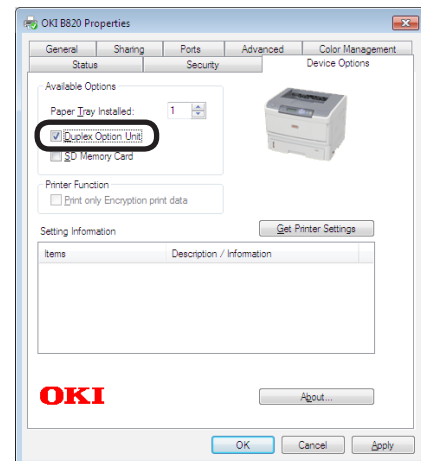 OKI B820 Properties
General Sharing Ports Advanced Color Management
Status Security Device Options
Available Options
Paper Tray Installed: 1
Duplex Option Unit
SD Memory Card
Printer Function
Print only Encryption print data
Setting Information Get Printer Settings
Items Description / Information
OKI About...
OK Cancel Apply